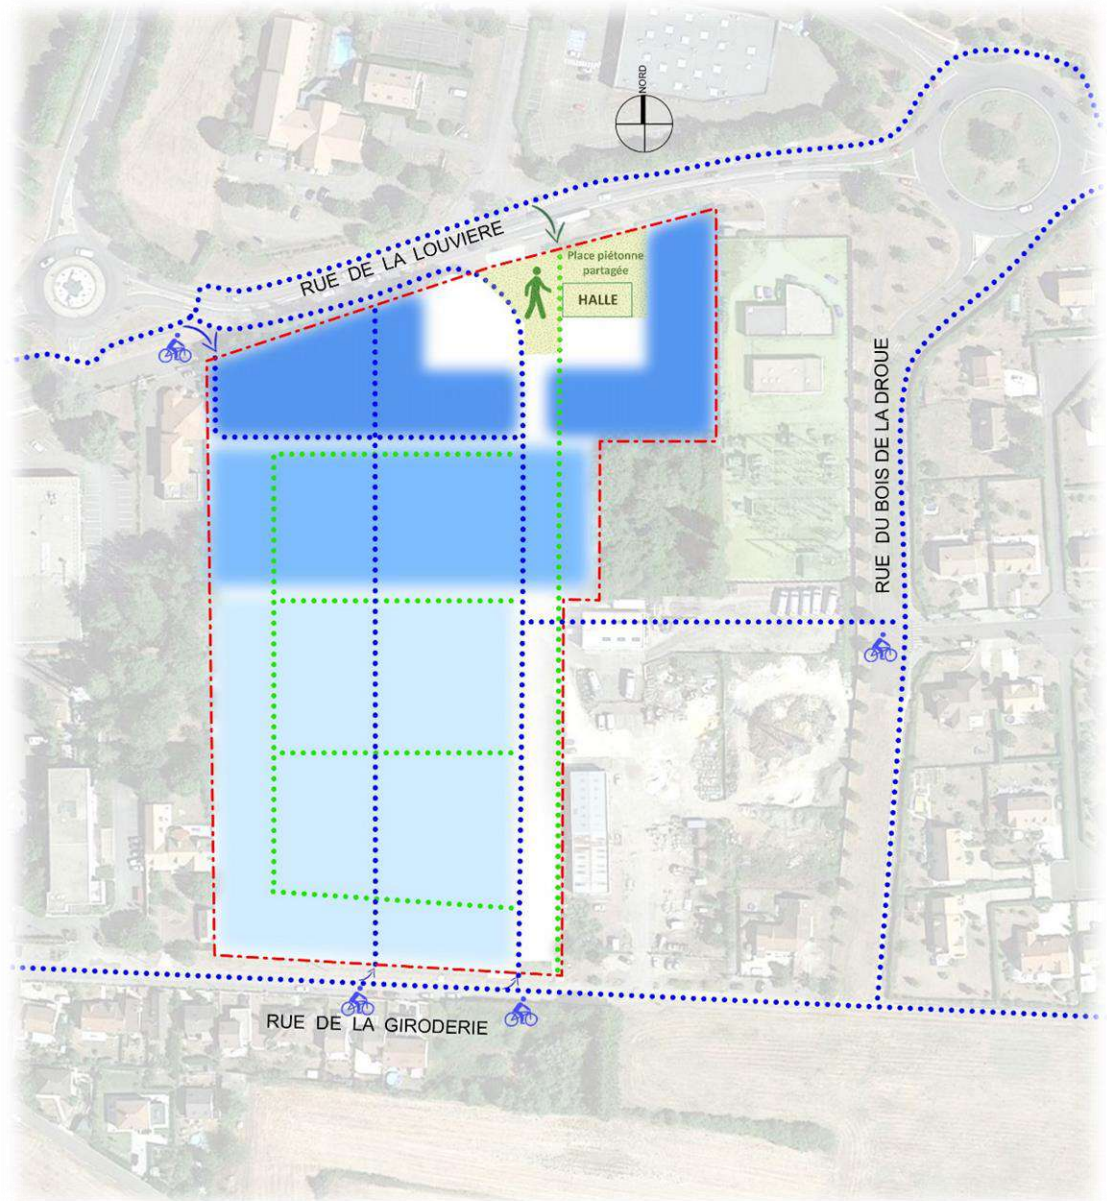 NORD
RUE DE LA LOUVIERE
Place piétonne
partagée
HALLE
RUE DU BOIS DE LA DROUE
RUE DE LA GIRODERIE